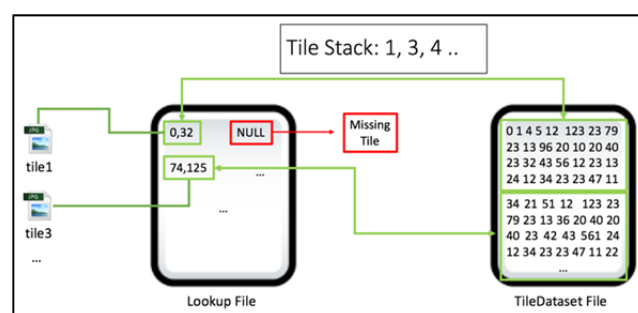 Tile Stack: 1, 3, 4 ..
JPG
tile1
JPG
tile3
...
0,32
NULL
74,125
...
...
Missing
Tile
0 1 4 5 12 123 23 79
23 13 96 20 10 20 40
23 32 43 56 12 23 13
24 12 34 23 23 47 11
34 21 51 12 123 23
79 23 13 36 20 40 20
40 23 42 43 561 24
12 34 23 23 47 11 22
...
Lookup File
TileDataset File